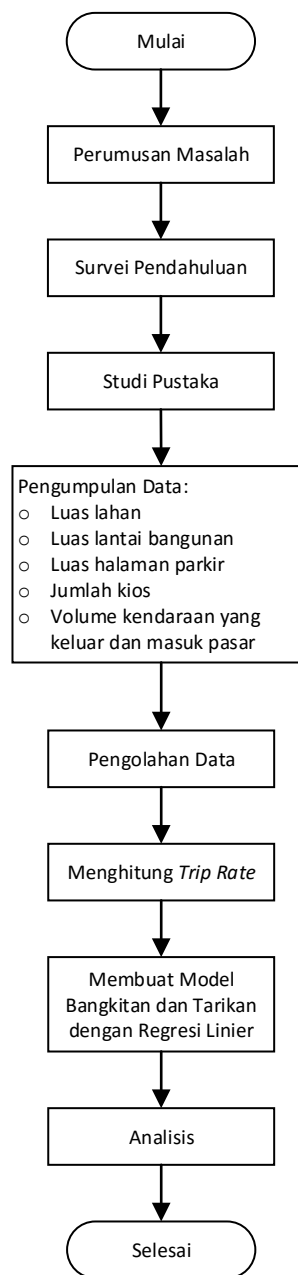 Mulai
Perumusan Masalah
Survei Pendahuluan
Studi Pustaka
Pengumpulan Data:
o Luas lahan
o Luas lantai bangunan
o Luas halaman parkir
o Jumlah kios
o Volume kendaraan yang
keluar dan masuk pasar
Pengolahan Data
Menghitung Trip Rate
Membuat Model
Bangkitan dan Tarikan
dengan Regresi Linier
Analisis
Selesai